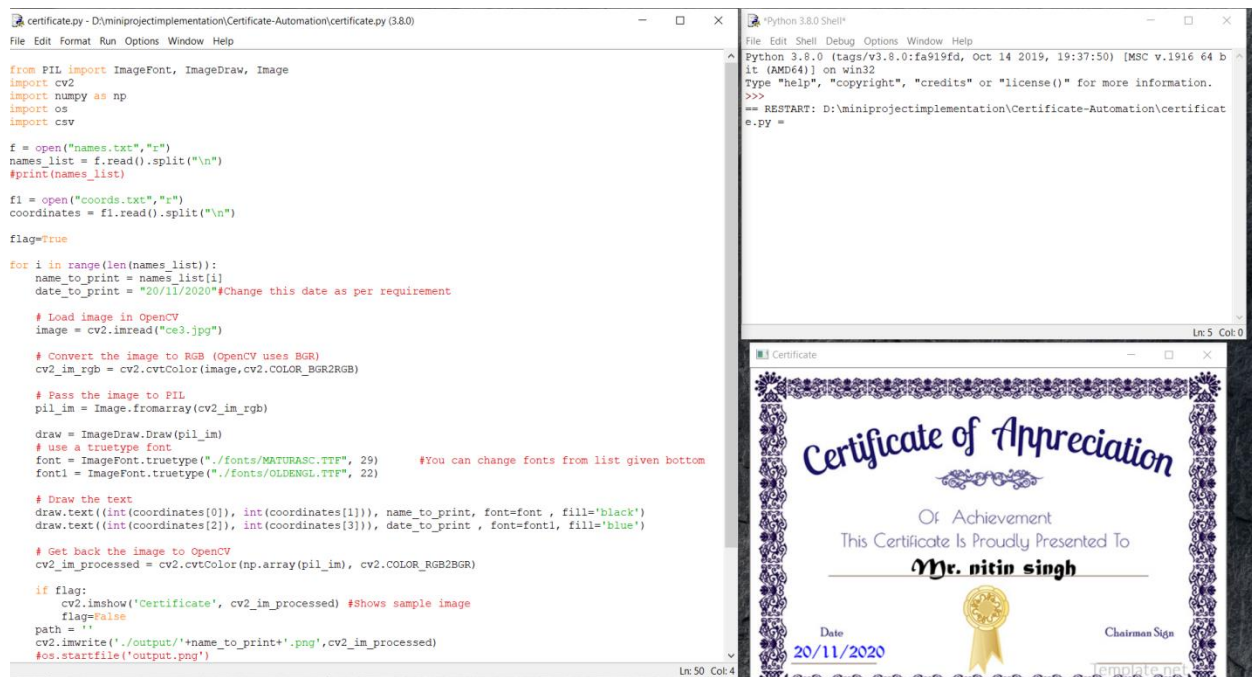 certificate.py - D:\miniprojectimplementation\Certificate-Automation\certificate.py (3.8.0)
File Edit Format Run Options Window Help
from PIL import ImageFont, ImageDraw, Image
import cv2
import numpy as np
import os
import csv
f = open("names.txt","r")
names_list = f.read().split("\n")
#print(names_list)
f1 = open("coords.txt","r")
coordinates = f1.read().split("\n")
flag=True
for i in range(len(names_list)):
    name_to_print = names_list[i]
    date_to_print = "20/11/2020"#Change this date as per requirement
    # Load image in OpenCV
    image = cv2.imread("ce3.jpg")
    # Convert the image to RGB (OpenCV uses BGR)
    cv2_im_rgb = cv2.cvtColor(image,cv2.COLOR_BGR2RGB)
    # Pass the image to PIL
    pil_im = Image.fromarray(cv2_im_rgb)
    draw = ImageDraw.Draw(pil_im)
    # use a truetype font
    font = ImageFont.truetype("./fonts/MATURASC.TTF", 29)      #You can change fonts from list given bottom
    font1 = ImageFont.truetype("./fonts/OLDENGL.TTF", 22)
    # Draw the text
    draw.text((int(coordinates[0]), int(coordinates[1])), name_to_print, font=font , fill='black')
    draw.text((int(coordinates[2]), int(coordinates[3])), date_to_print , font=font1, fill='blue')
    # Get back the image to OpenCV
    cv2_im_processed = cv2.cvtColor(np.array(pil_im), cv2.COLOR_RGB2BGR)
    if flag:
        cv2.imshow('Certificate', cv2_im_processed) #Shows sample image
        flag=False
    path = ''
    cv2.imwrite('./output/'+name_to_print+'.png',cv2_im_processed)
    #os.startfile('output.png')
Ln: 50 Col: 4
*Python 3.8.0 Shell*
File Edit Shell Debug Options Window Help
Python 3.8.0 (tags/v3.8.0:fa919fd, Oct 14 2019, 19:37:50) [MSC v.1916 64 b
it (AMD64)] on win32
Type "help", "copyright", "credits" or "license()" for more information.
>>>
== RESTART: D:\miniprojectimplementation\Certificate-Automation\certificat
e.py =
Ln: 5 Col: 0
Certificate
Certificate of Appreciation
Of Achievement
This Certificate Is Proudly Presented To
Mr. nitin singh
Date
Chairman Sign
20/11/2020
Template.net